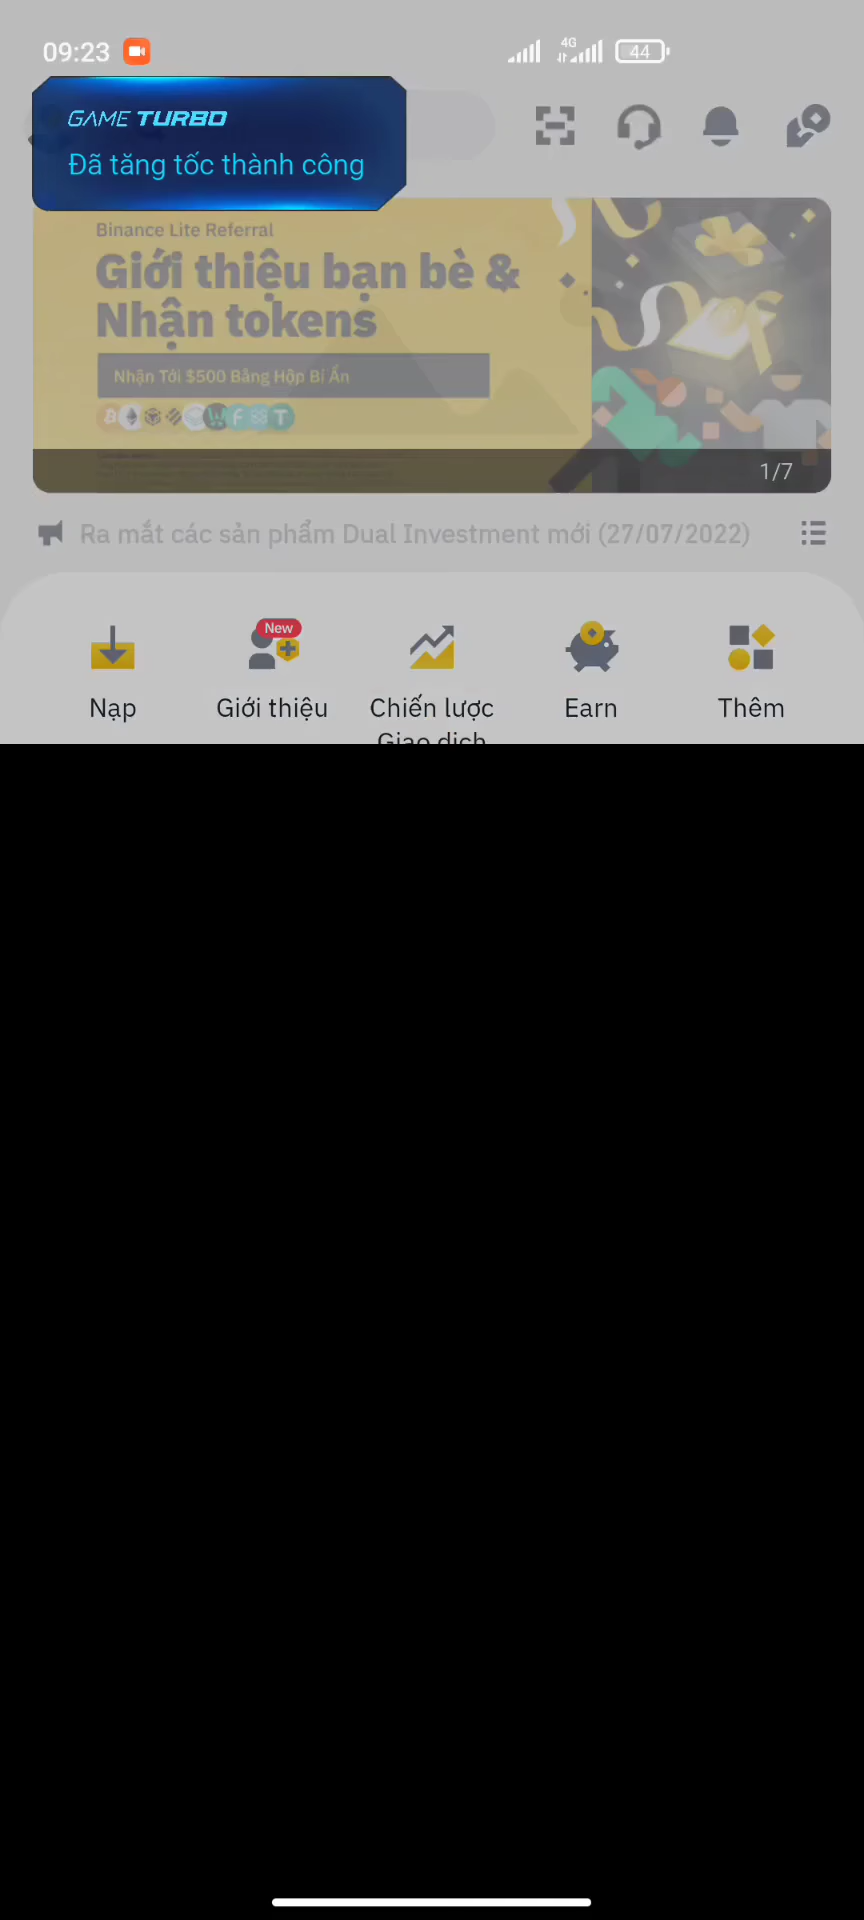 09:23
4G
44
GAME TURBO
Đã tăng tốc thành công
Binance Lite Referral
Giới thiệu bạn bè &
Nhận tokens
Nhận Tới $500 Bằng Hộp Bí Ẩn
1/7
Ra mắt các sản phẩm Dual Investment mới (27/07/2022)
New
Nạp
Giới thiệu
Chiến lược
Giao dịch
Earn
Thêm